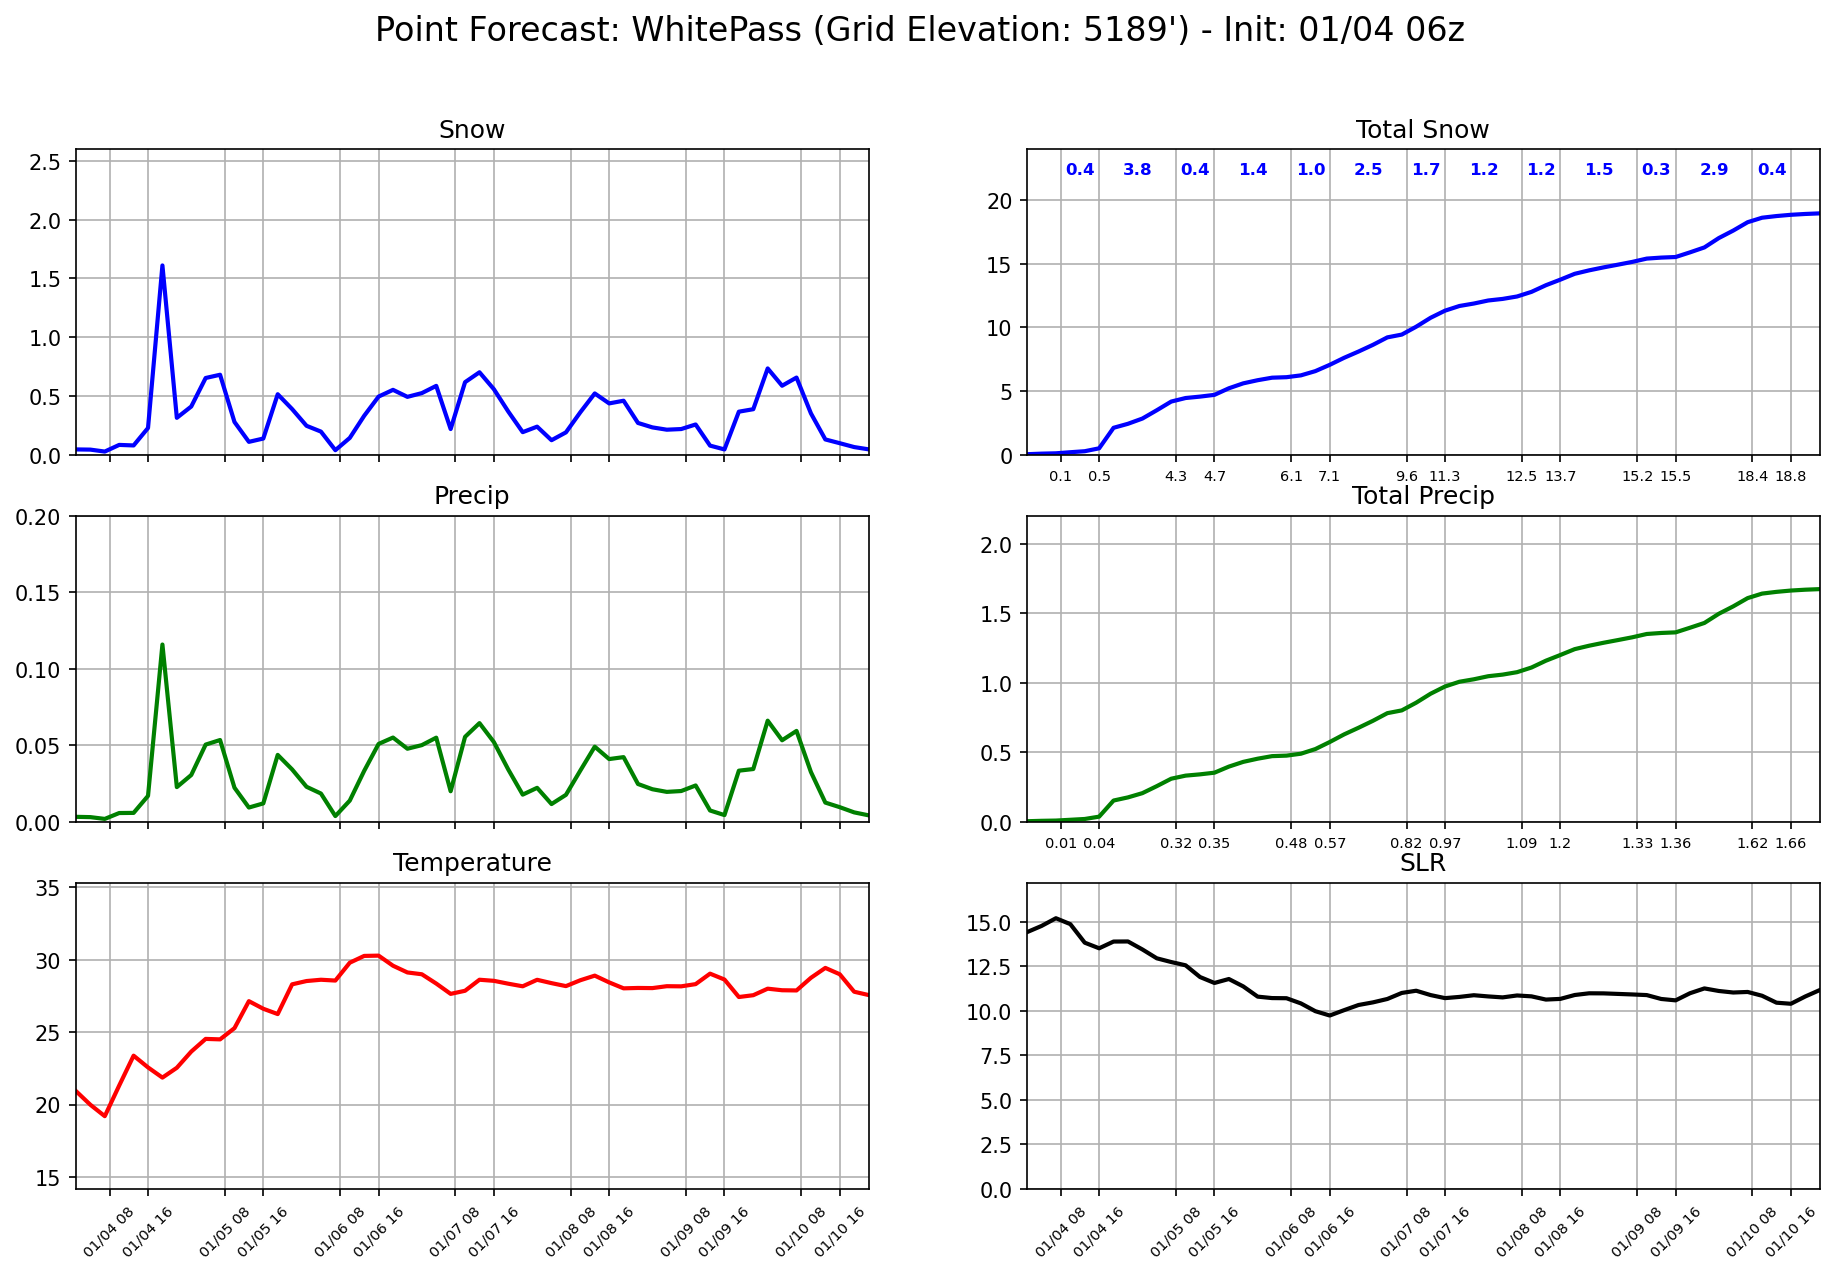 Point Forecast: WhitePass (Grid Elevation: 5189') - Init: 01/04 06z
Snow
2.5
2.0
1.5
1.0
0.5
0.0
Total Snow
0.4 3.8 0.4 1.4 1.0 2.5 1.7 1.2 1.2 1.5 0.3 2.9 0.4
20
15
10
5
0
0.1 0.5 4.3 4.7 6.1 7.1 9.6 11.3 12.5 13.7 15.2 15.5 18.4 18.8
Precip
0.20
0.15
0.10
0.05
0.00
Total Precip
2.0
1.5
1.0
0.5
0.0
0.01 0.04 0.32 0.35 0.48 0.57 0.82 0.97 1.09 1.2 1.33 1.36 1.62 1.66
Temperature
35
30
25
20
15
01/04 08 01/04 16 01/05 08 01/05 16 01/06 08 01/06 16 01/07 08 01/07 16 01/08 08 01/08 16 01/09 08 01/09 16 01/10 08 01/10 16
SLR
15.0
12.5
10.0
7.5
5.0
2.5
0.0
01/04 08 01/04 16 01/05 08 01/05 16 01/06 08 01/06 16 01/07 08 01/07 16 01/08 08 01/08 16 01/09 08 01/09 16 01/10 08 01/10 16